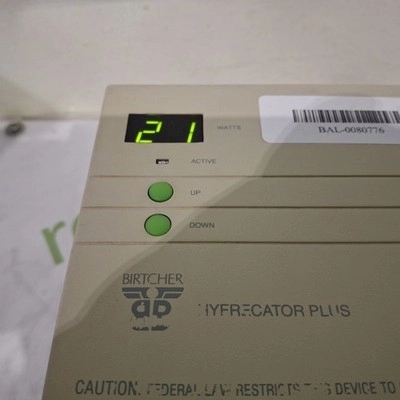 21
WATTS
BAL-0080776
ACTIVE
UP
DOWN
BIRTCHER
HYFRECATOR PLUS
CAUTION: FEDERAL LAW RESTRICTS THIS DEVICE TO